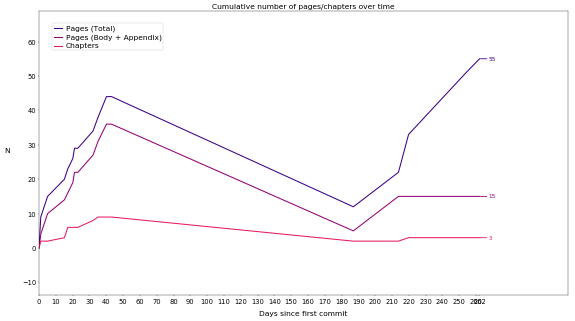 Cumulative number of pages/chapters over time
Pages (Total)
Pages (Body + Appendix)
Chapters
60
50
40
30
20
10
0
−10
N
55
15
3
0 10 20 30 40 50 60 70 80 90 100 110 120 130 140 150 160 170 180 190 200 210 220 230 240 250 260 262
Days since first commit